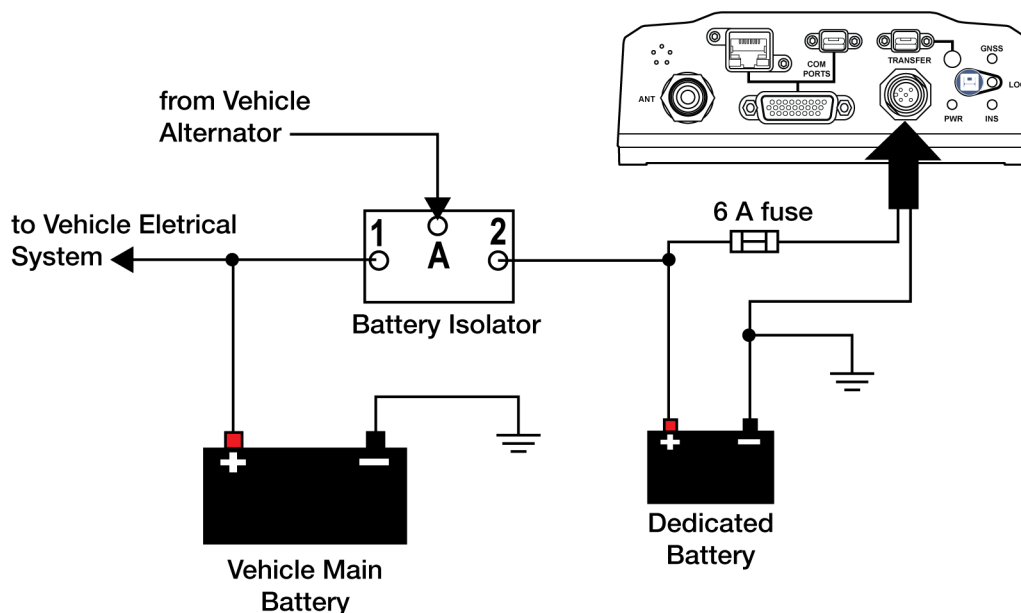 COM
PORTS
TRANSFER
GNSS
ANT
PWR
INS
from Vehicle
Alternator
to Vehicle Eletrical
System
1
A
2
6 A fuse
Battery Isolator
+
−
+
−
Vehicle Main
Battery
Dedicated
Battery